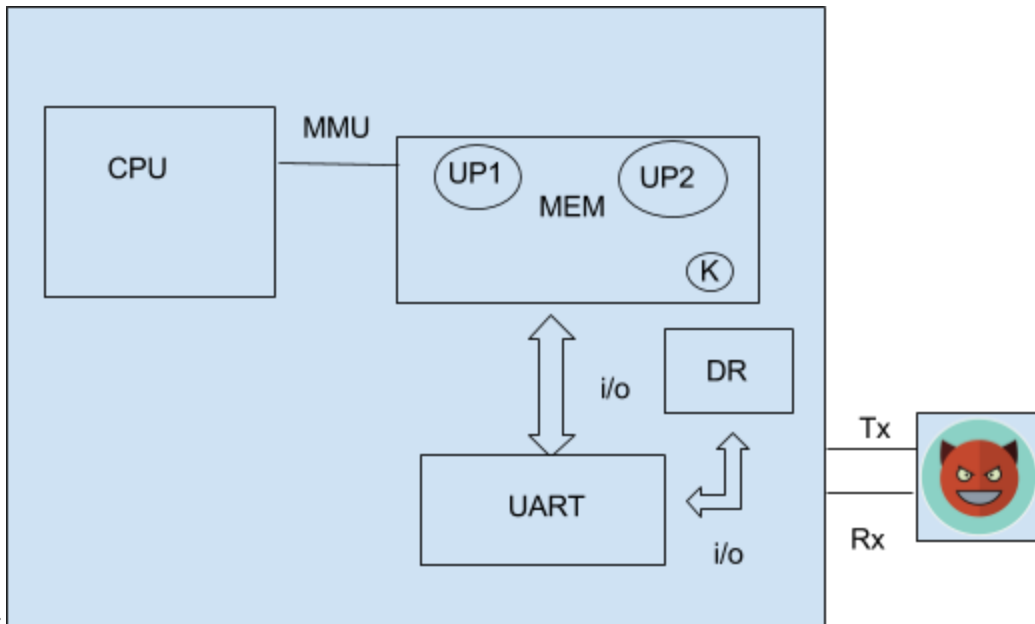 MMU
CPU
UP1
UP2
MEM
K
DR
i/o
Tx
UART
Rx
i/o